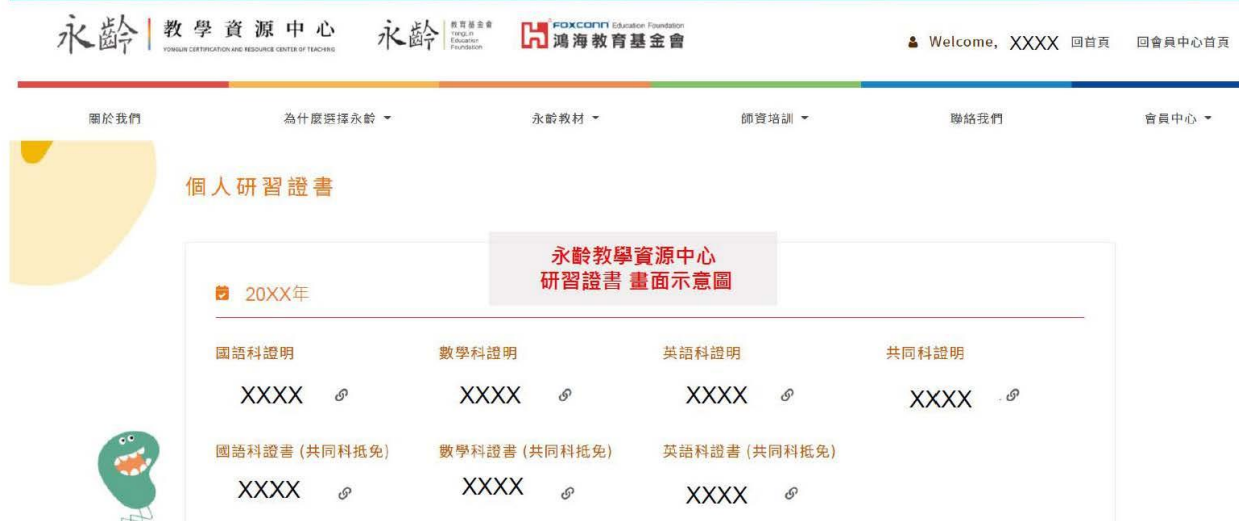 永齡 教學資源中心
YONGLIN CERTIFICATION AND RESOURCE CENTER OF TEACHING
永齡 教育基金會
YongLin
Education
Foundation
FOXCONN Education Foundation
鴻海教育基金會
Welcome, XXXX 回首頁 回會員中心首頁
關於我們 為什麼選擇永齡 永齡教材 師資培訓 聯絡我們 會員中心
個人研習證書
永齡教學資源中心
研習證書 畫面示意圖
20XX年
國語科證明 數學科證明 英語科證明 共同科證明
XXXX XXXX XXXX XXXX
國語科證書 (共同科抵免) 數學科證書 (共同科抵免) 英語科證書 (共同科抵免)
XXXX XXXX XXXX